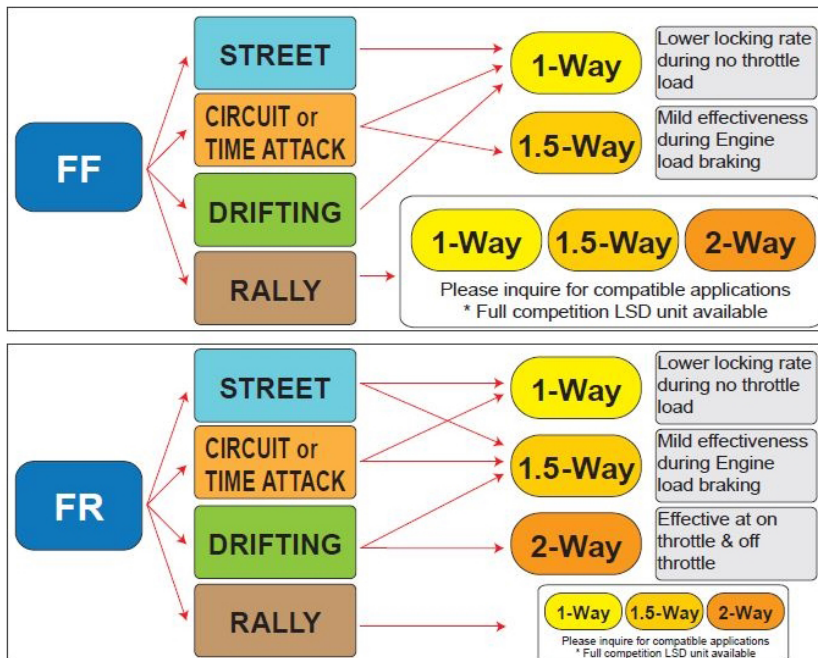 FF
STREET
CIRCUIT or
TIME ATTACK
DRIFTING
RALLY
1-Way
Lower locking rate
during no throttle
load
1.5-Way
Mild effectiveness
during Engine
load braking
1-Way 1.5-Way 2-Way
Please inquire for compatible applications
* Full competition LSD unit available
FR
STREET
CIRCUIT or
TIME ATTACK
DRIFTING
RALLY
1-Way
Lower locking rate
during no throttle
load
1.5-Way
Mild effectiveness
during Engine
load braking
2-Way
Effective at on
throttle & off
throttle
1-Way 1.5-Way 2-Way
Please inquire for compatible applications
* Full competition LSD unit available